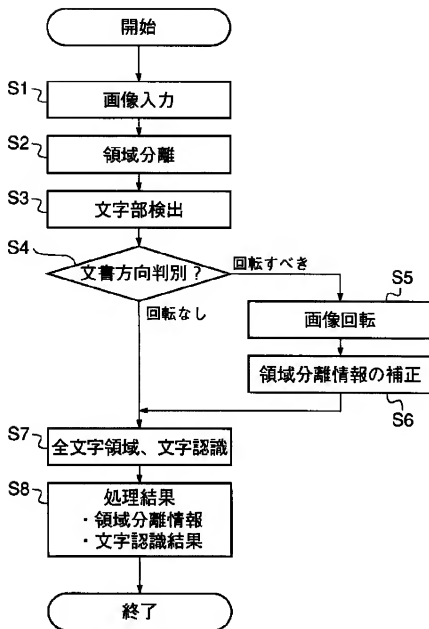 開始
S1
画像入力
S2
領域分離
S3
文字部検出
S4
文書方向判別？
回転すべき
回転なし
S5
画像回転
領域分離情報の補正
S6
S7
全文字領域、文字認識
S8
処理結果
・領域分離情報
・文字認識結果
終了